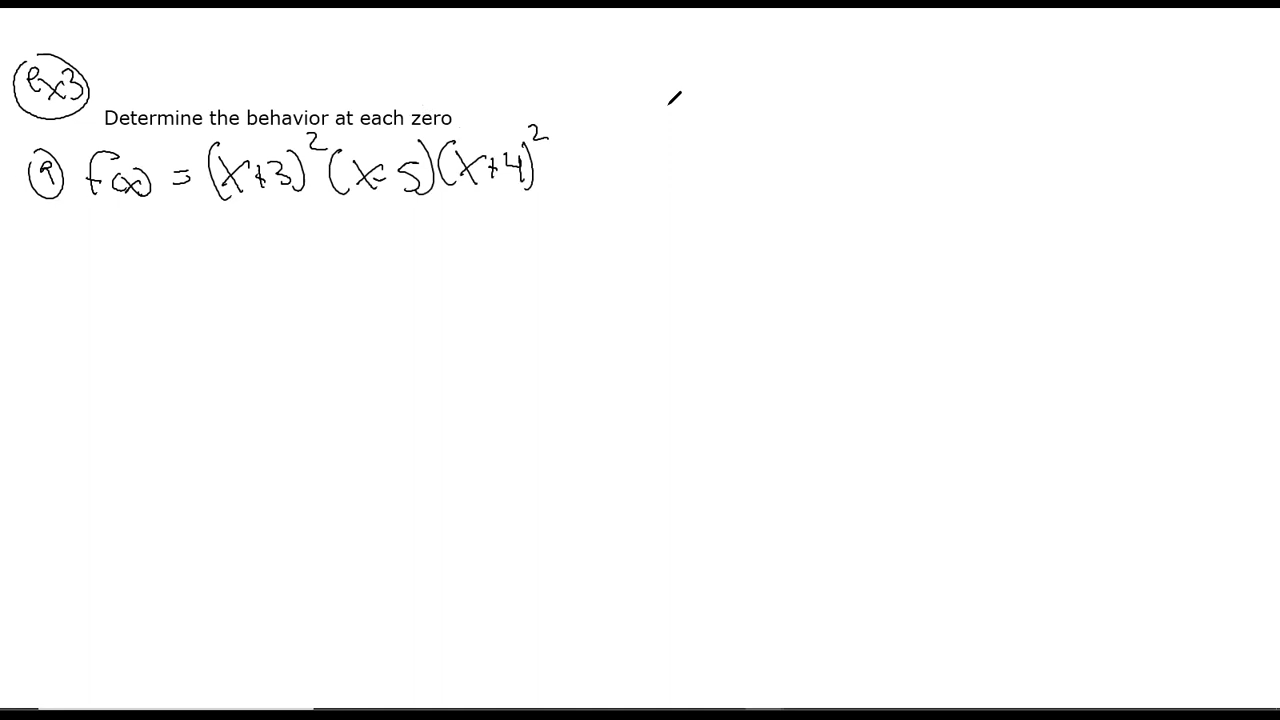 ex3
Determine the behavior at each zero
a f(x) = (x+3)²(x-5)(x+4)²